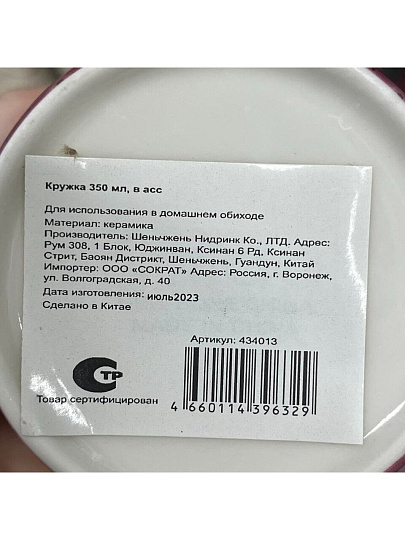 Кружка 350 мл, в асс
Для использования в домашнем обиходе
Материал: керамика
Производитель: Шеньчжень Нидринк Ко., ЛТД. Адрес:
Рум 308, 1 Блок, Юджинван, Ксинан 6 Рд, Ксинан
Стрит, Баоян Дистрикт, Шеньчжень, Гуандун, Китай
Импортер: ООО «СОКРАТ» Адрес: Россия, г. Воронеж,
ул. Волгоградская, д. 40
Дата изготовления: июль2023
Сделано в Китае
Артикул: 434013
СТР
Товар сертифицирован
4 660114 396329